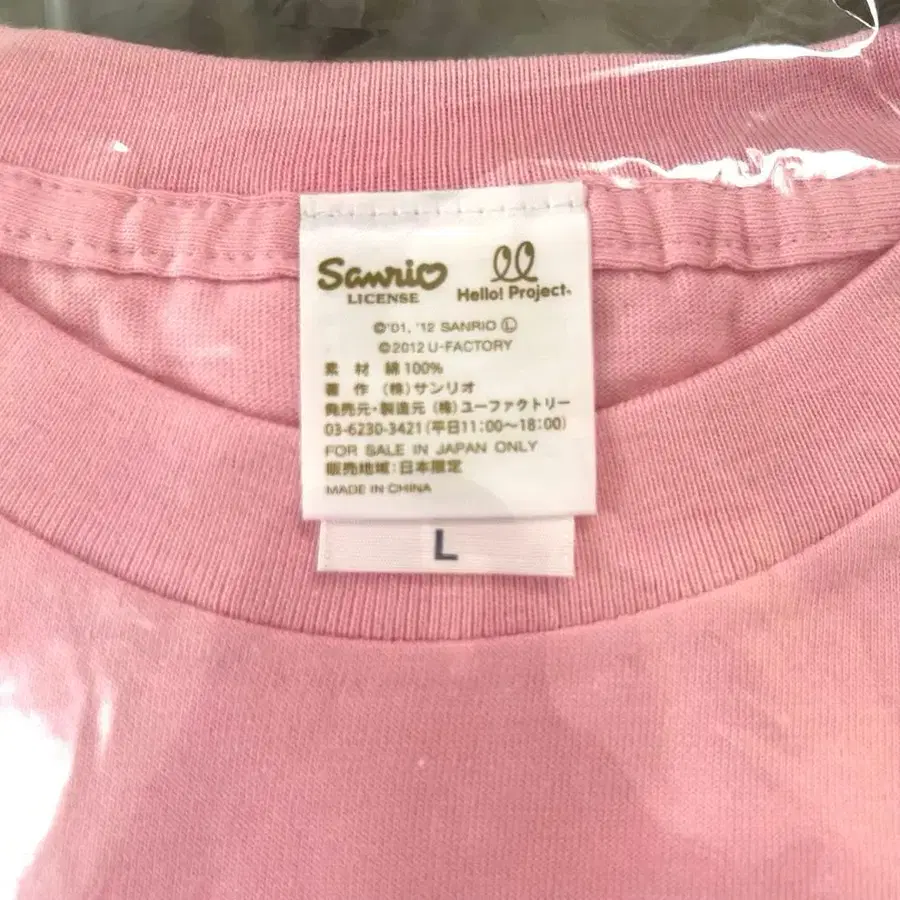 Sanrio Hello! Project
LICENSE
©'01, '12 SANRIO Ⓛ
©2012 U-FACTORY
素 材 綿100%
著 作 (株)サンリオ
発売元・製造元 (株)ユーファクトリー
03-6230-3421(平日11:00～18:00)
FOR SALE IN JAPAN ONLY
販売地域:日本限定
MADE IN CHINA
L